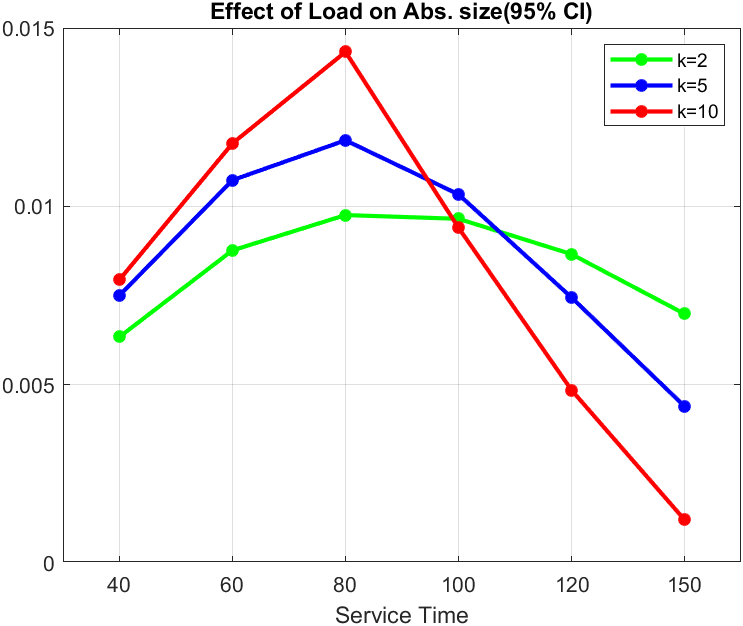 Effect of Load on Abs. size(95% CI)
0.015
0.01
0.005
0
k=2
k=5
k=10
40 60 80 100 120 150
Service Time